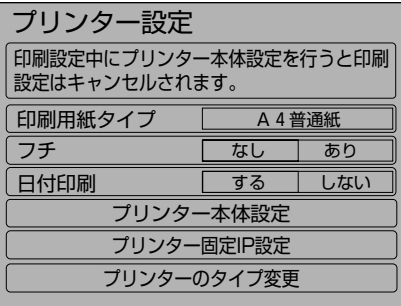 プリンター設定
印刷設定中にプリンター本体設定を行うと印刷
設定はキャンセルされます。
印刷用紙タイプ A４普通紙
フチ なし あり
日付印刷 する しない
プリンター本体設定
プリンター固定IP設定
プリンターのタイプ変更